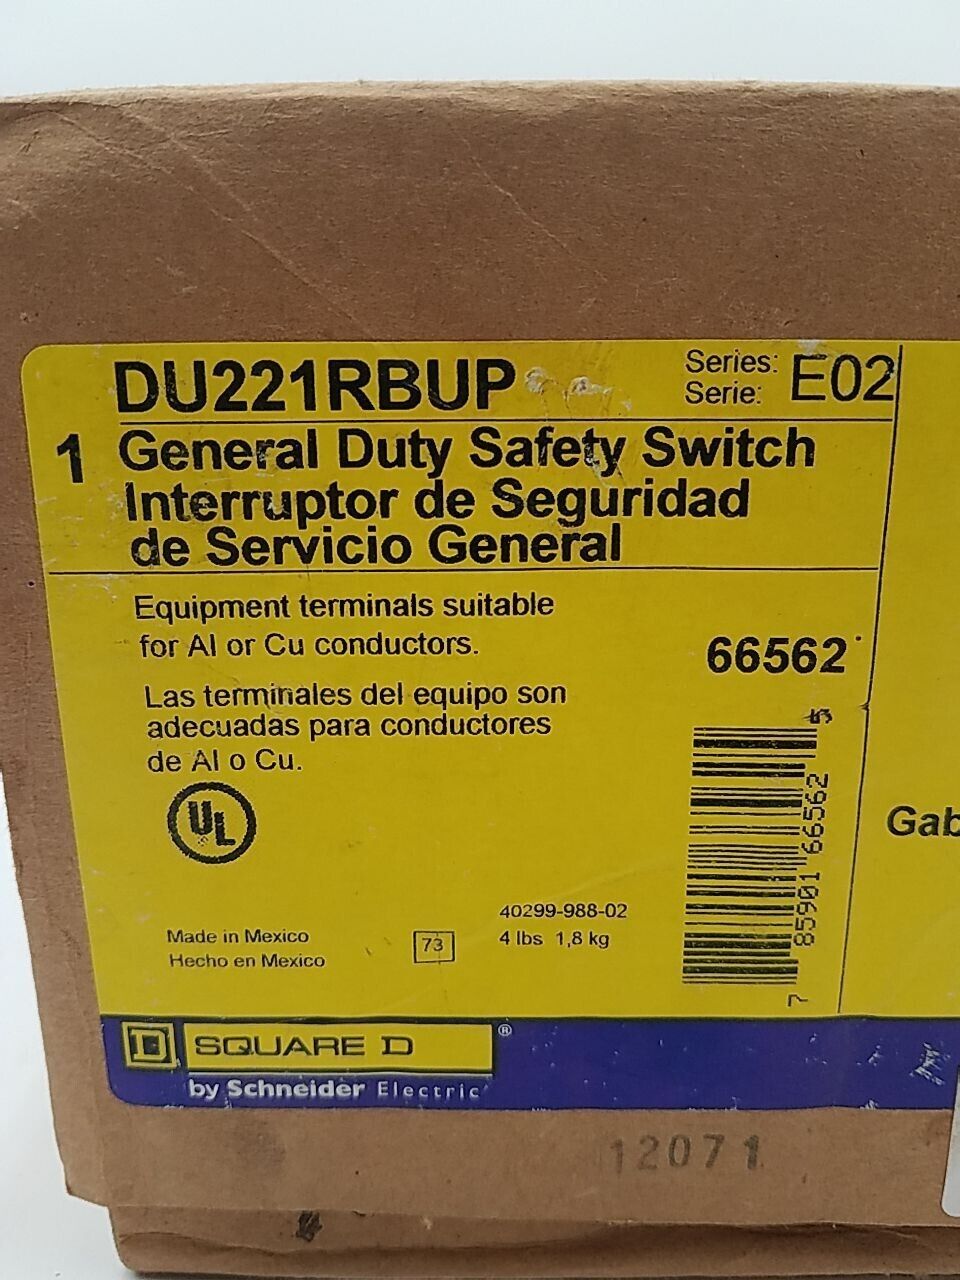 DU221RBUP
Series: E02
Serie:
1 General Duty Safety Switch
Interruptor de Seguridad
de Servicio General
Equipment terminals suitable
for Al or Cu conductors.
66562
Las terminales del equipo son
adecuadas para conductores
de Al o Cu.
UL
7 85901 66562 5
Gab
40299-988-02
4 lbs 1,8 kg
Made in Mexico
Hecho en Mexico
73
D SQUARE D ®
by Schneider Electric
12071